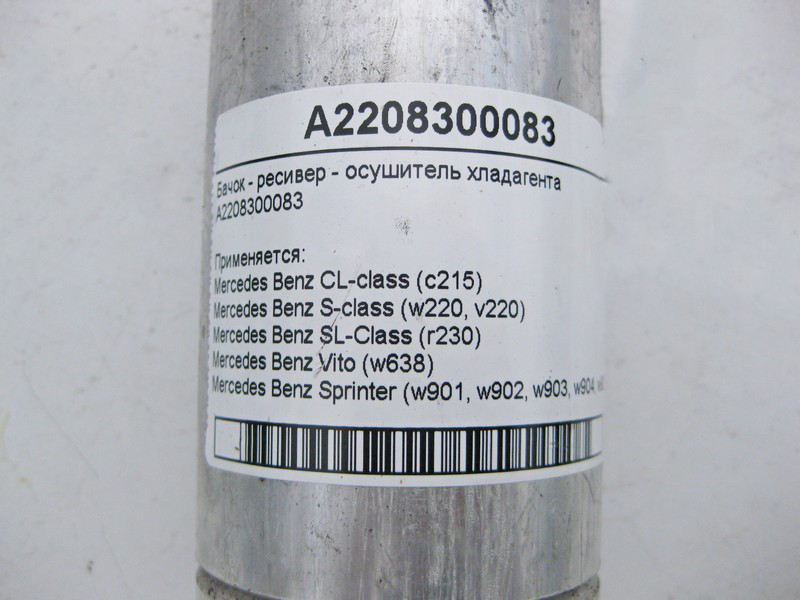 A2208300083
Бачок - ресивер - осушитель хладагента
A2208300083
Применяется:
Mercedes Benz CL-class (c215)
Mercedes Benz S-class (w220, v220)
Mercedes Benz SL-Class (r230)
Mercedes Benz Vito (w638)
Mercedes Benz Sprinter (w901, w902, w903, w904,